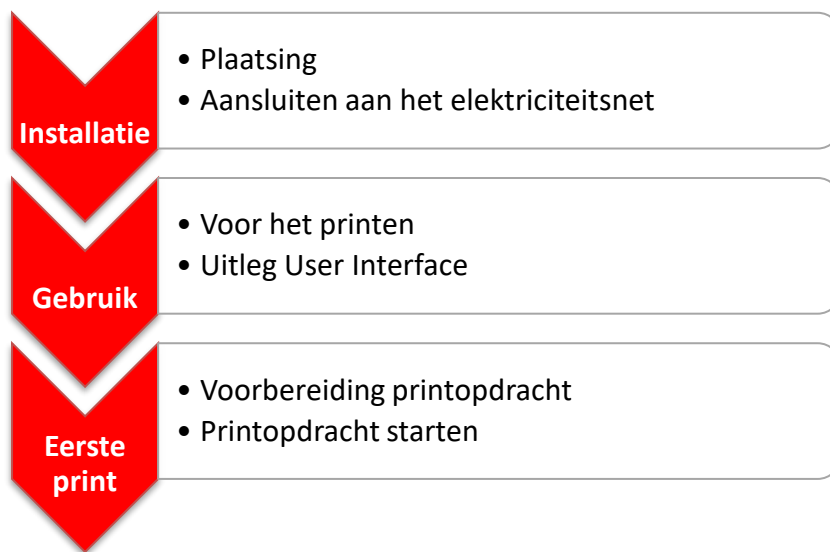 Installatie
• Plaatsing
• Aansluiten aan het elektriciteitsnet
Gebruik
• Voor het printen
• Uitleg User Interface
Eerste
print
• Voorbereiding printopdracht
• Printopdracht starten